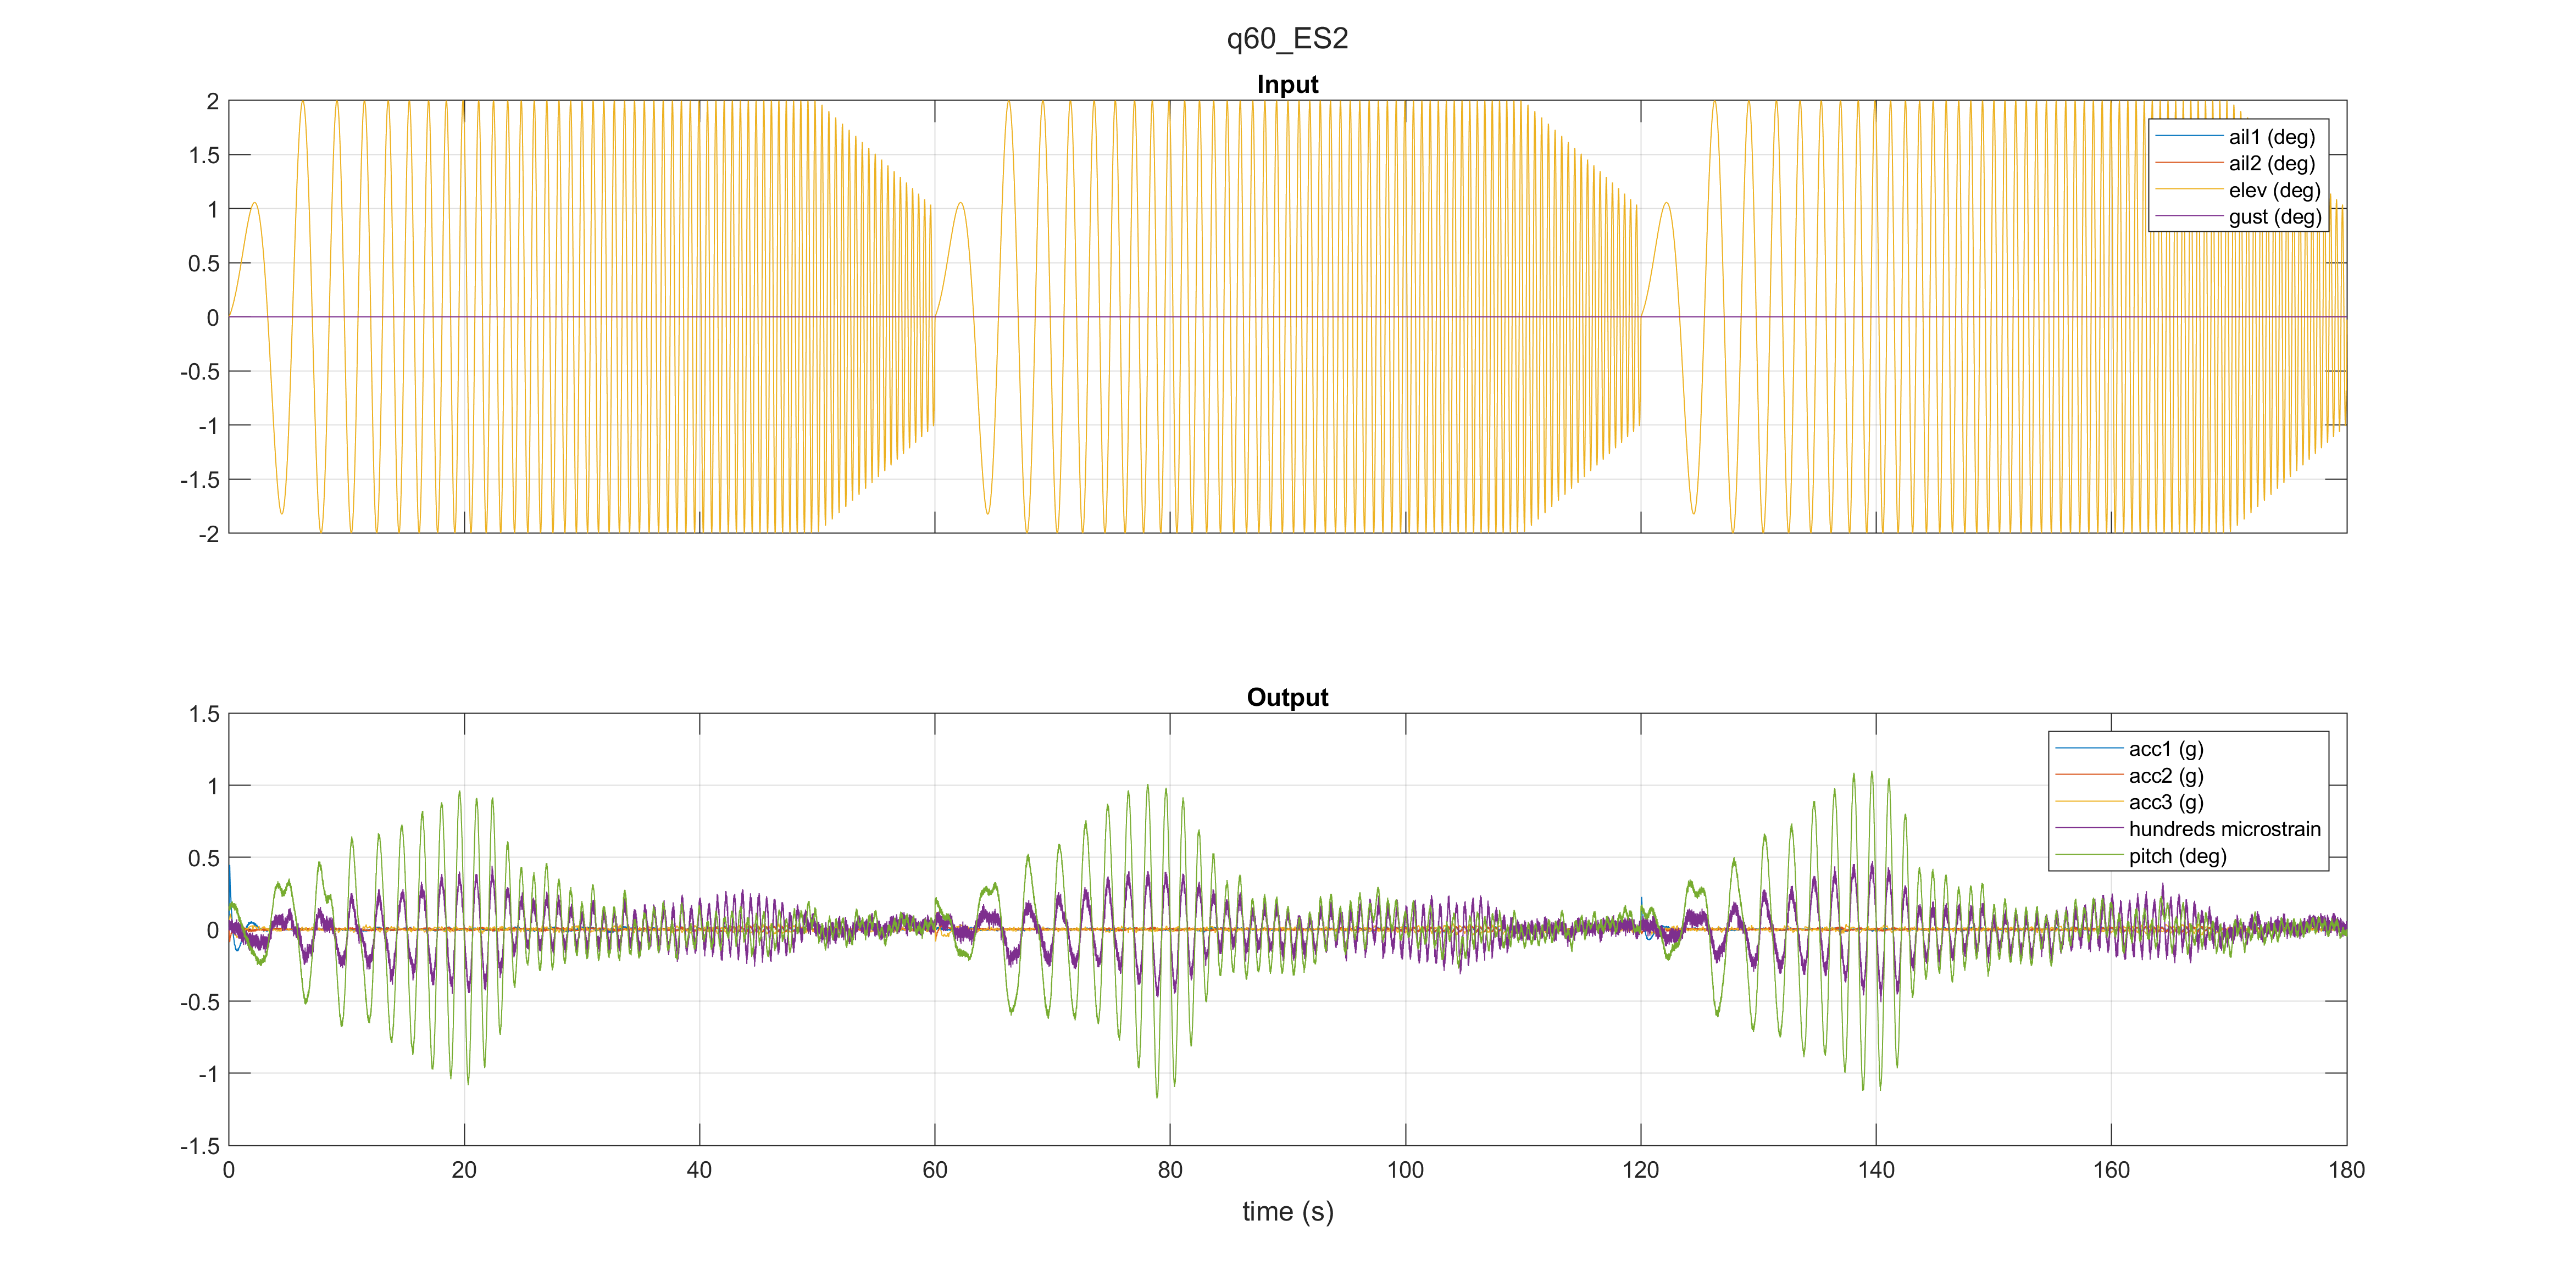 q60_ES2
Input
2
1.5
1
0.5
0
-0.5
-1
-1.5
-2
ail1 (deg)
ail2 (deg)
elev (deg)
gust (deg)
Output
1.5
1
0.5
0
-0.5
-1
-1.5
acc1 (g)
acc2 (g)
acc3 (g)
hundreds microstrain
pitch (deg)
0 20 40 60 80 100 120 140 160 180
time (s)